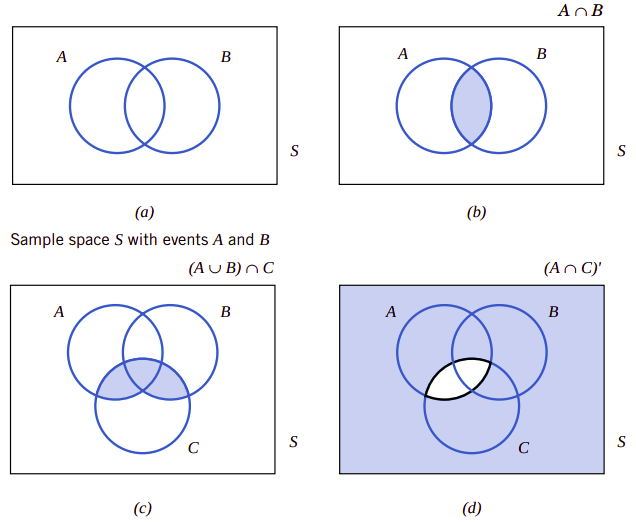 A ∩ B
A B S
A B S
(a) (b)
Sample space S with events A and B
(A ∪ B) ∩ C (A ∩ C)'
A B C S
A B C S
(c) (d)